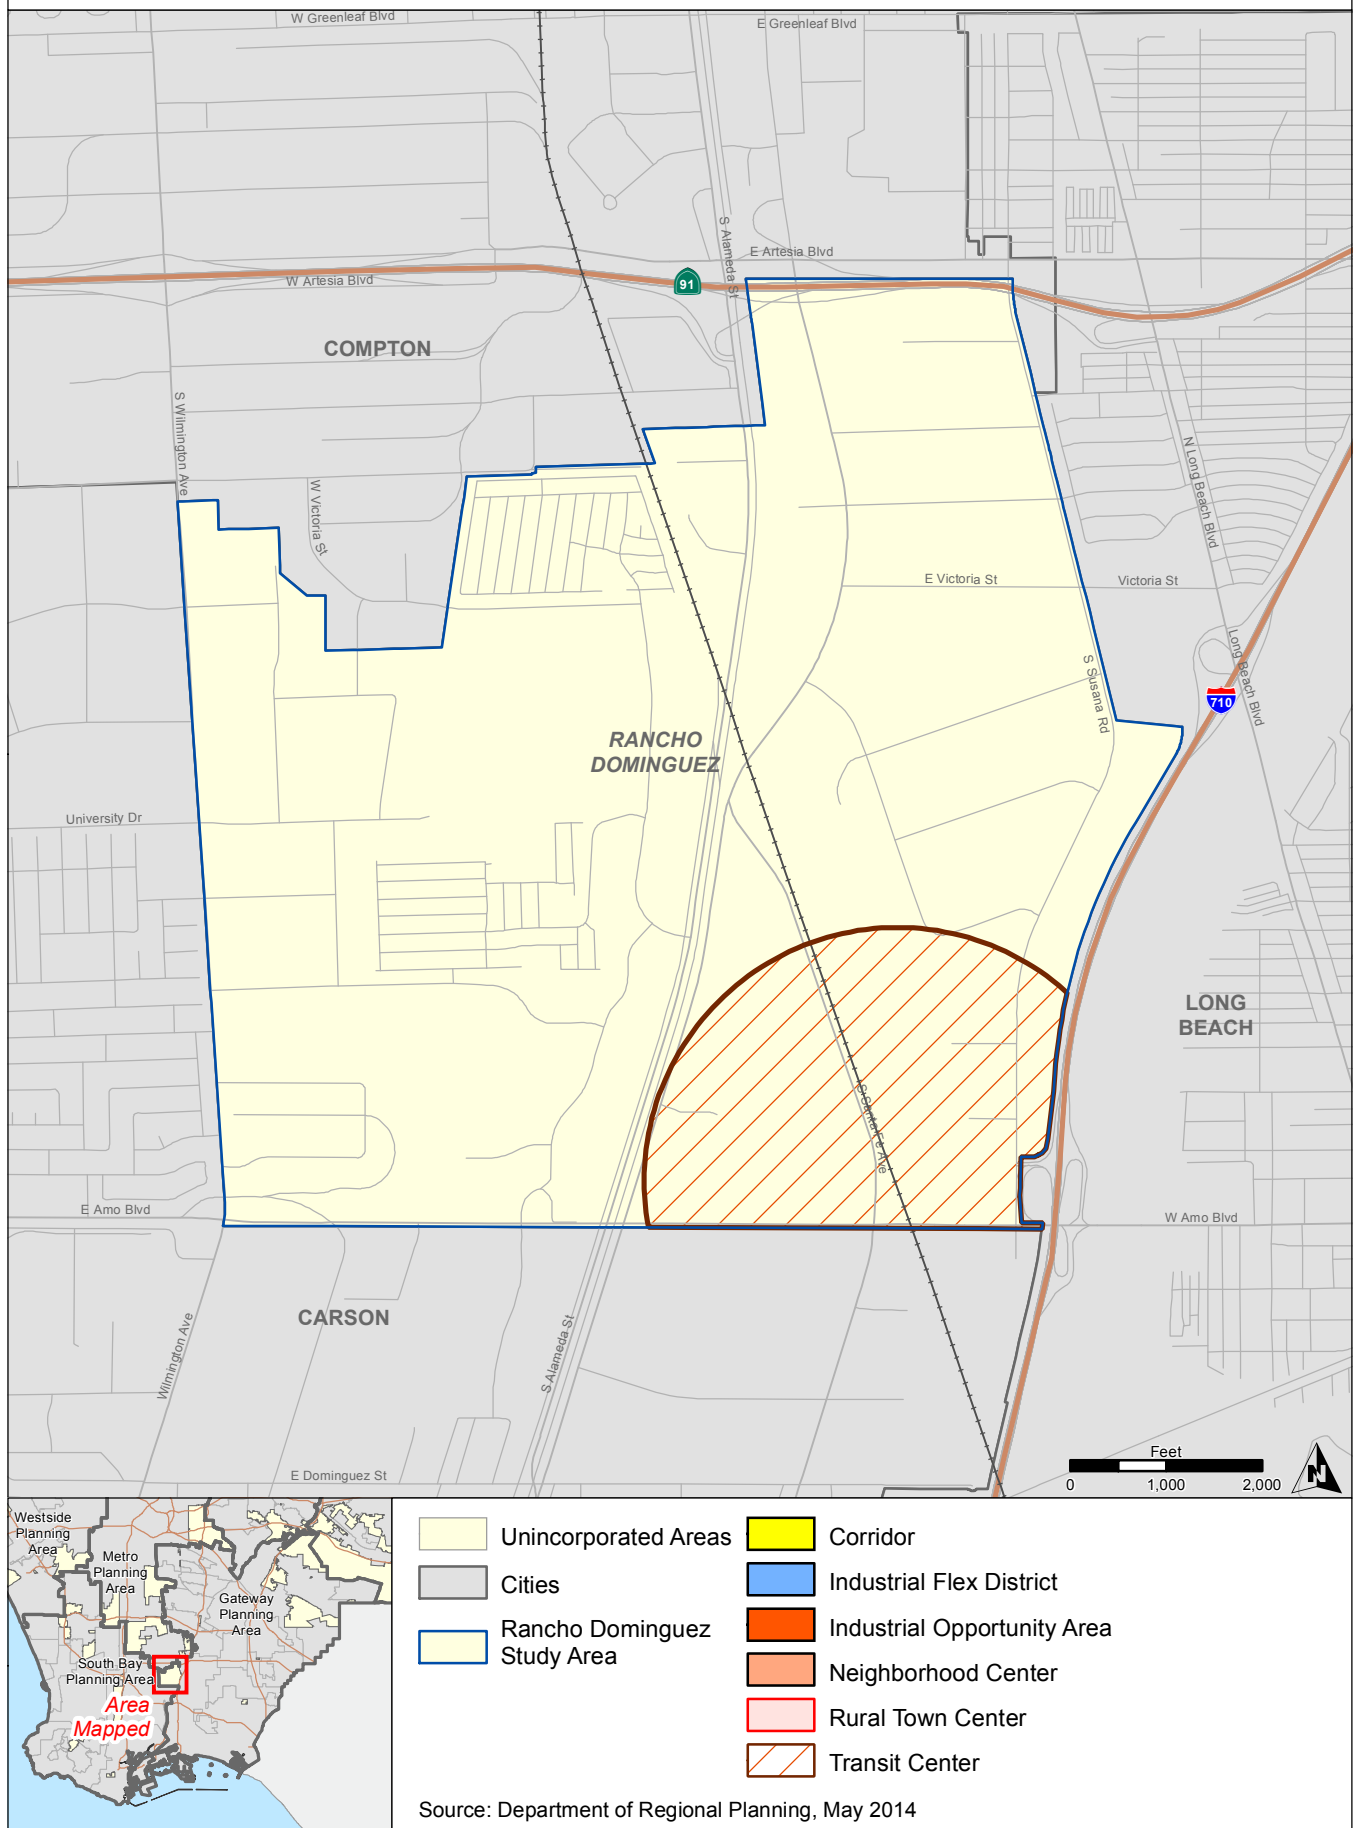 W Greenleaf Blvd
E Greenleaf Blvd
S Alameda St
E Artesia Blvd
W Artesia Blvd
91
COMPTON
S Wilmington Ave
W Victoria St
N Long Beach Blvd
E Victoria St
Victoria St
Long Beach Blvd
S Susana Rd
710
RANCHO
DOMINGUEZ
University Dr
LONG
BEACH
S Santa Fe Ave
E Amo Blvd
W Amo Blvd
CARSON
Wilmington Ave
S Alameda St
E Dominguez St
Feet
0 1,000 2,000
N
Westside
Planning
Area
Metro
Planning
Area
Gateway
Planning
Area
South Bay
Planning Area
Area
Mapped
Unincorporated Areas
Cities
Rancho Dominguez
Study Area
Corridor
Industrial Flex District
Industrial Opportunity Area
Neighborhood Center
Rural Town Center
Transit Center
Source: Department of Regional Planning, May 2014